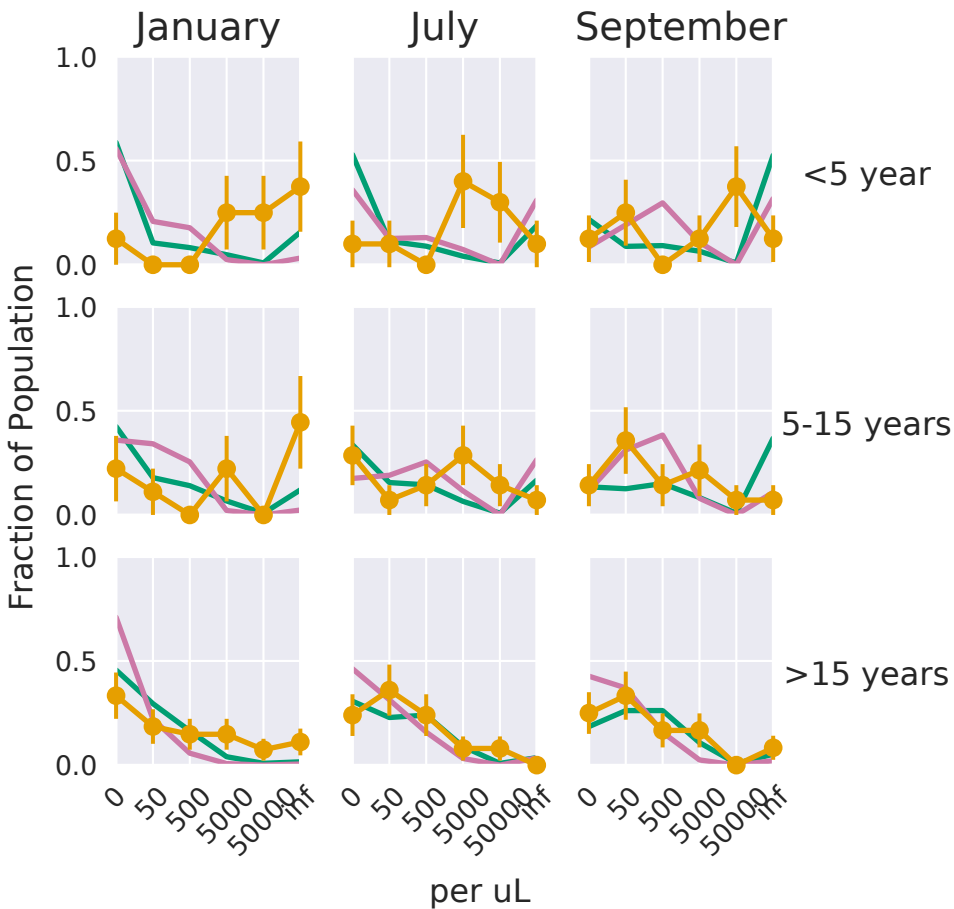 January July September
1.0
0.5
0.0
<5 year
1.0
0.5
0.0
5-15 years
1.0
0.5
0.0
>15 years
Fraction of Population
0 50 500 5000 50000 inf 0 50 500 5000 50000 inf 0 50 500 5000 50000 inf
per uL